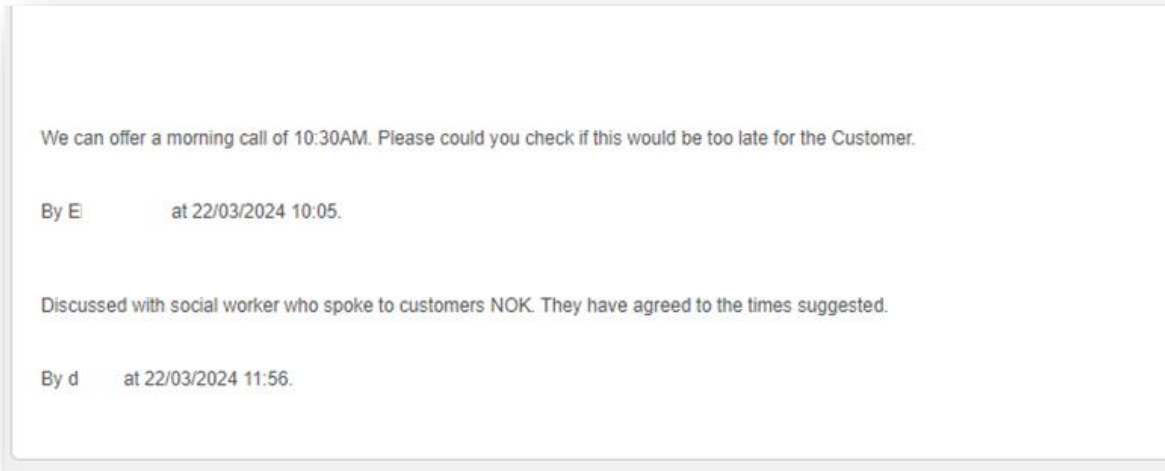 We can offer a morning call of 10:30AM. Please could you check if this would be too late for the Customer.
By E at 22/03/2024 10:05.
Discussed with social worker who spoke to customers NOK. They have agreed to the times suggested.
By d at 22/03/2024 11:56.